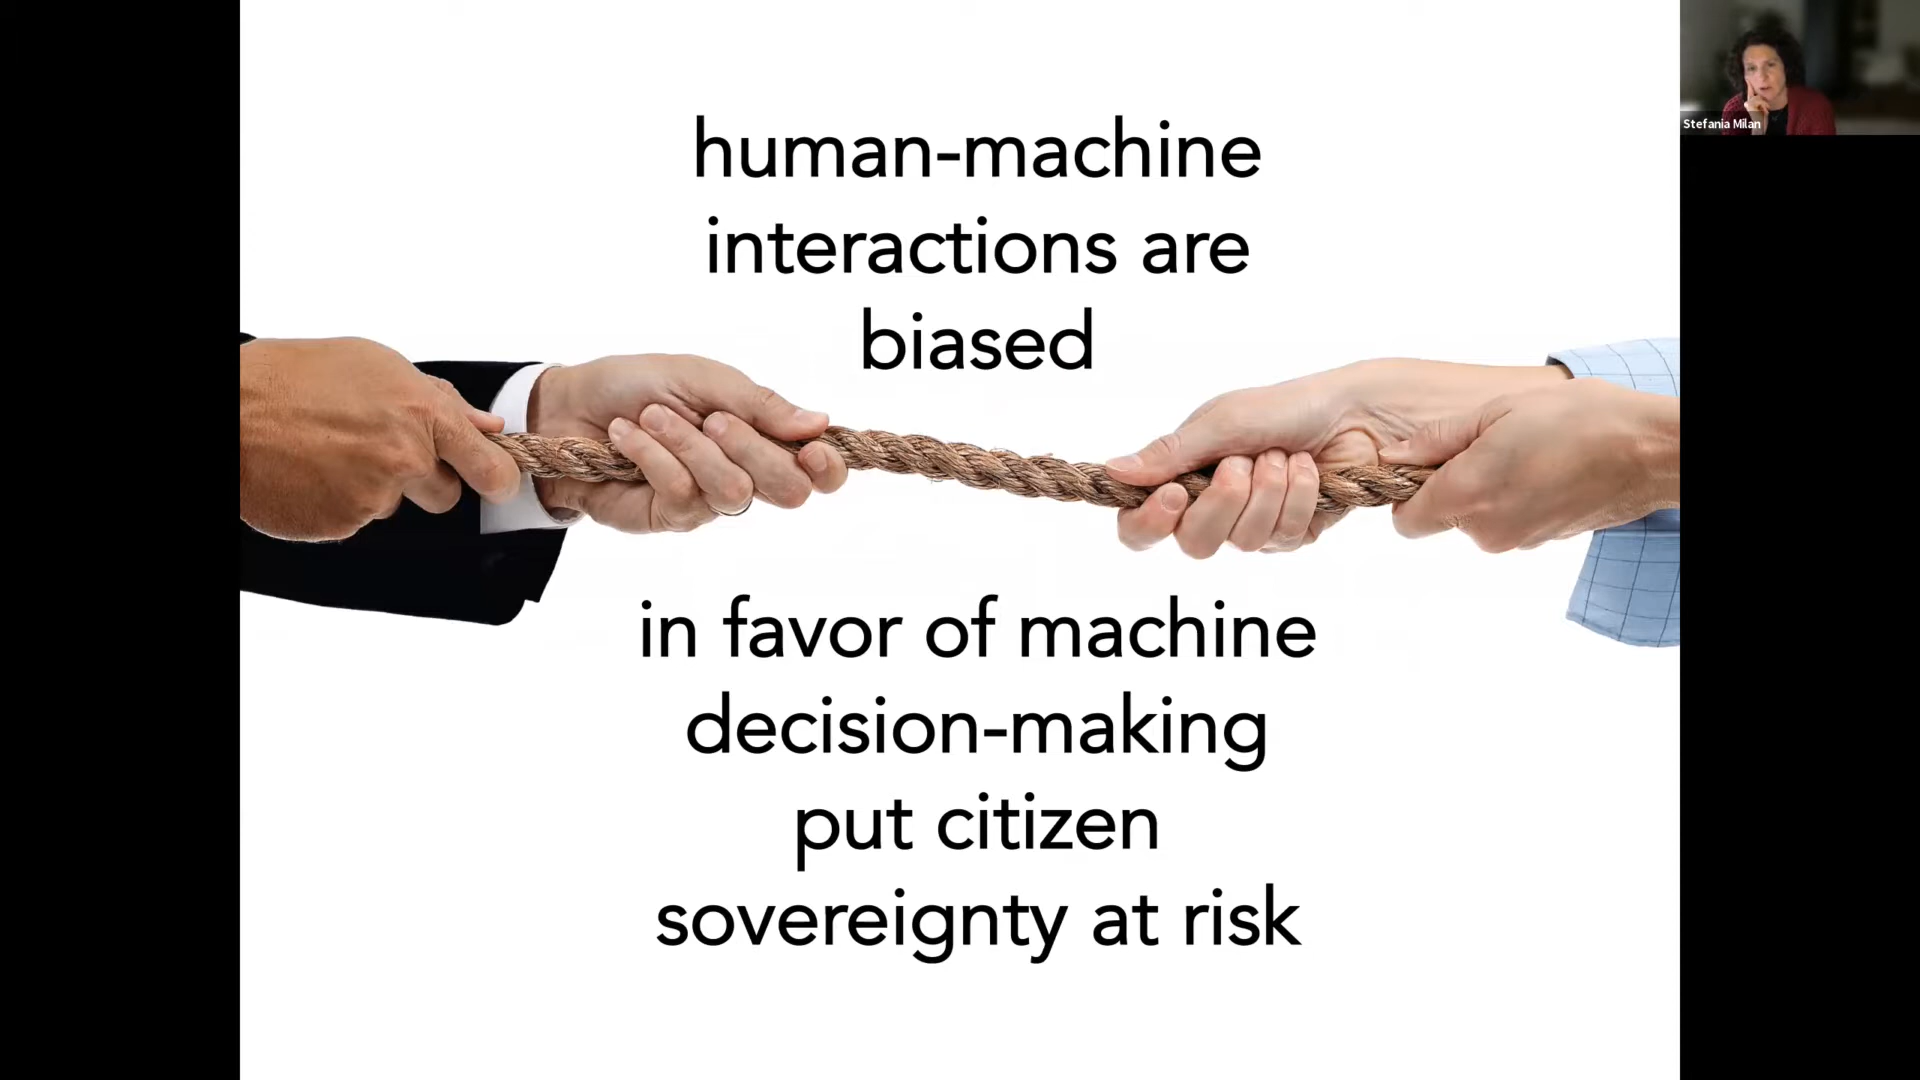 human-machine
interactions are
biased
in favor of machine
decision-making
put citizen
sovereignty at risk
Stefania Milan